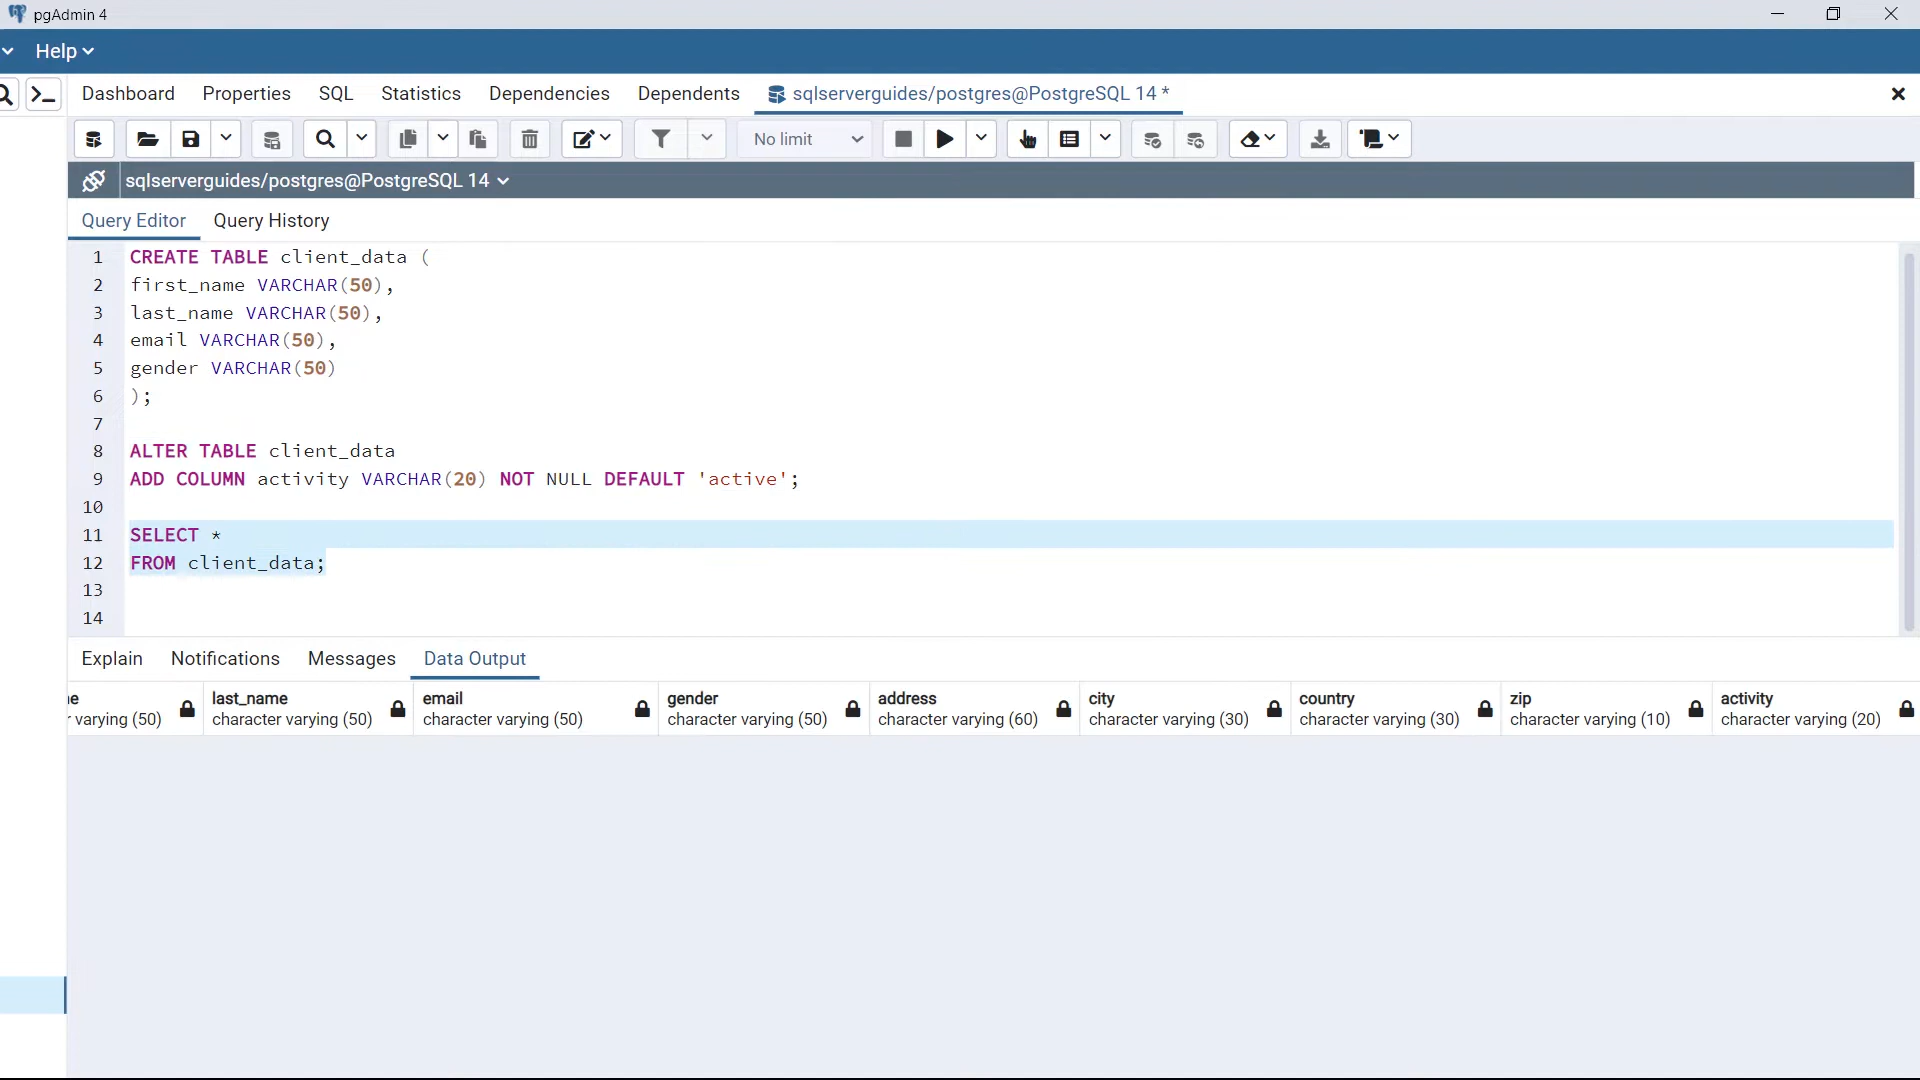 pgAdmin 4
Help
Dashboard Properties SQL Statistics Dependencies Dependents sqlserverguides/postgres@PostgreSQL 14 *
No limit
sqlserverguides/postgres@PostgreSQL 14
Query Editor Query History
1 CREATE TABLE client_data (
2 first_name VARCHAR(50),
3 last_name VARCHAR(50),
4 email VARCHAR(50),
5 gender VARCHAR(50)
6 );
7
8 ALTER TABLE client_data
9 ADD COLUMN activity VARCHAR(20) NOT NULL DEFAULT 'active';
10
11 SELECT *
12 FROM client_data;
13
14
Explain Notifications Messages Data Output
e last_name email gender address city country zip activity
varying (50) character varying (50) character varying (50) character varying (50) character varying (60) character varying (30) character varying (30) character varying (10) character varying (20)